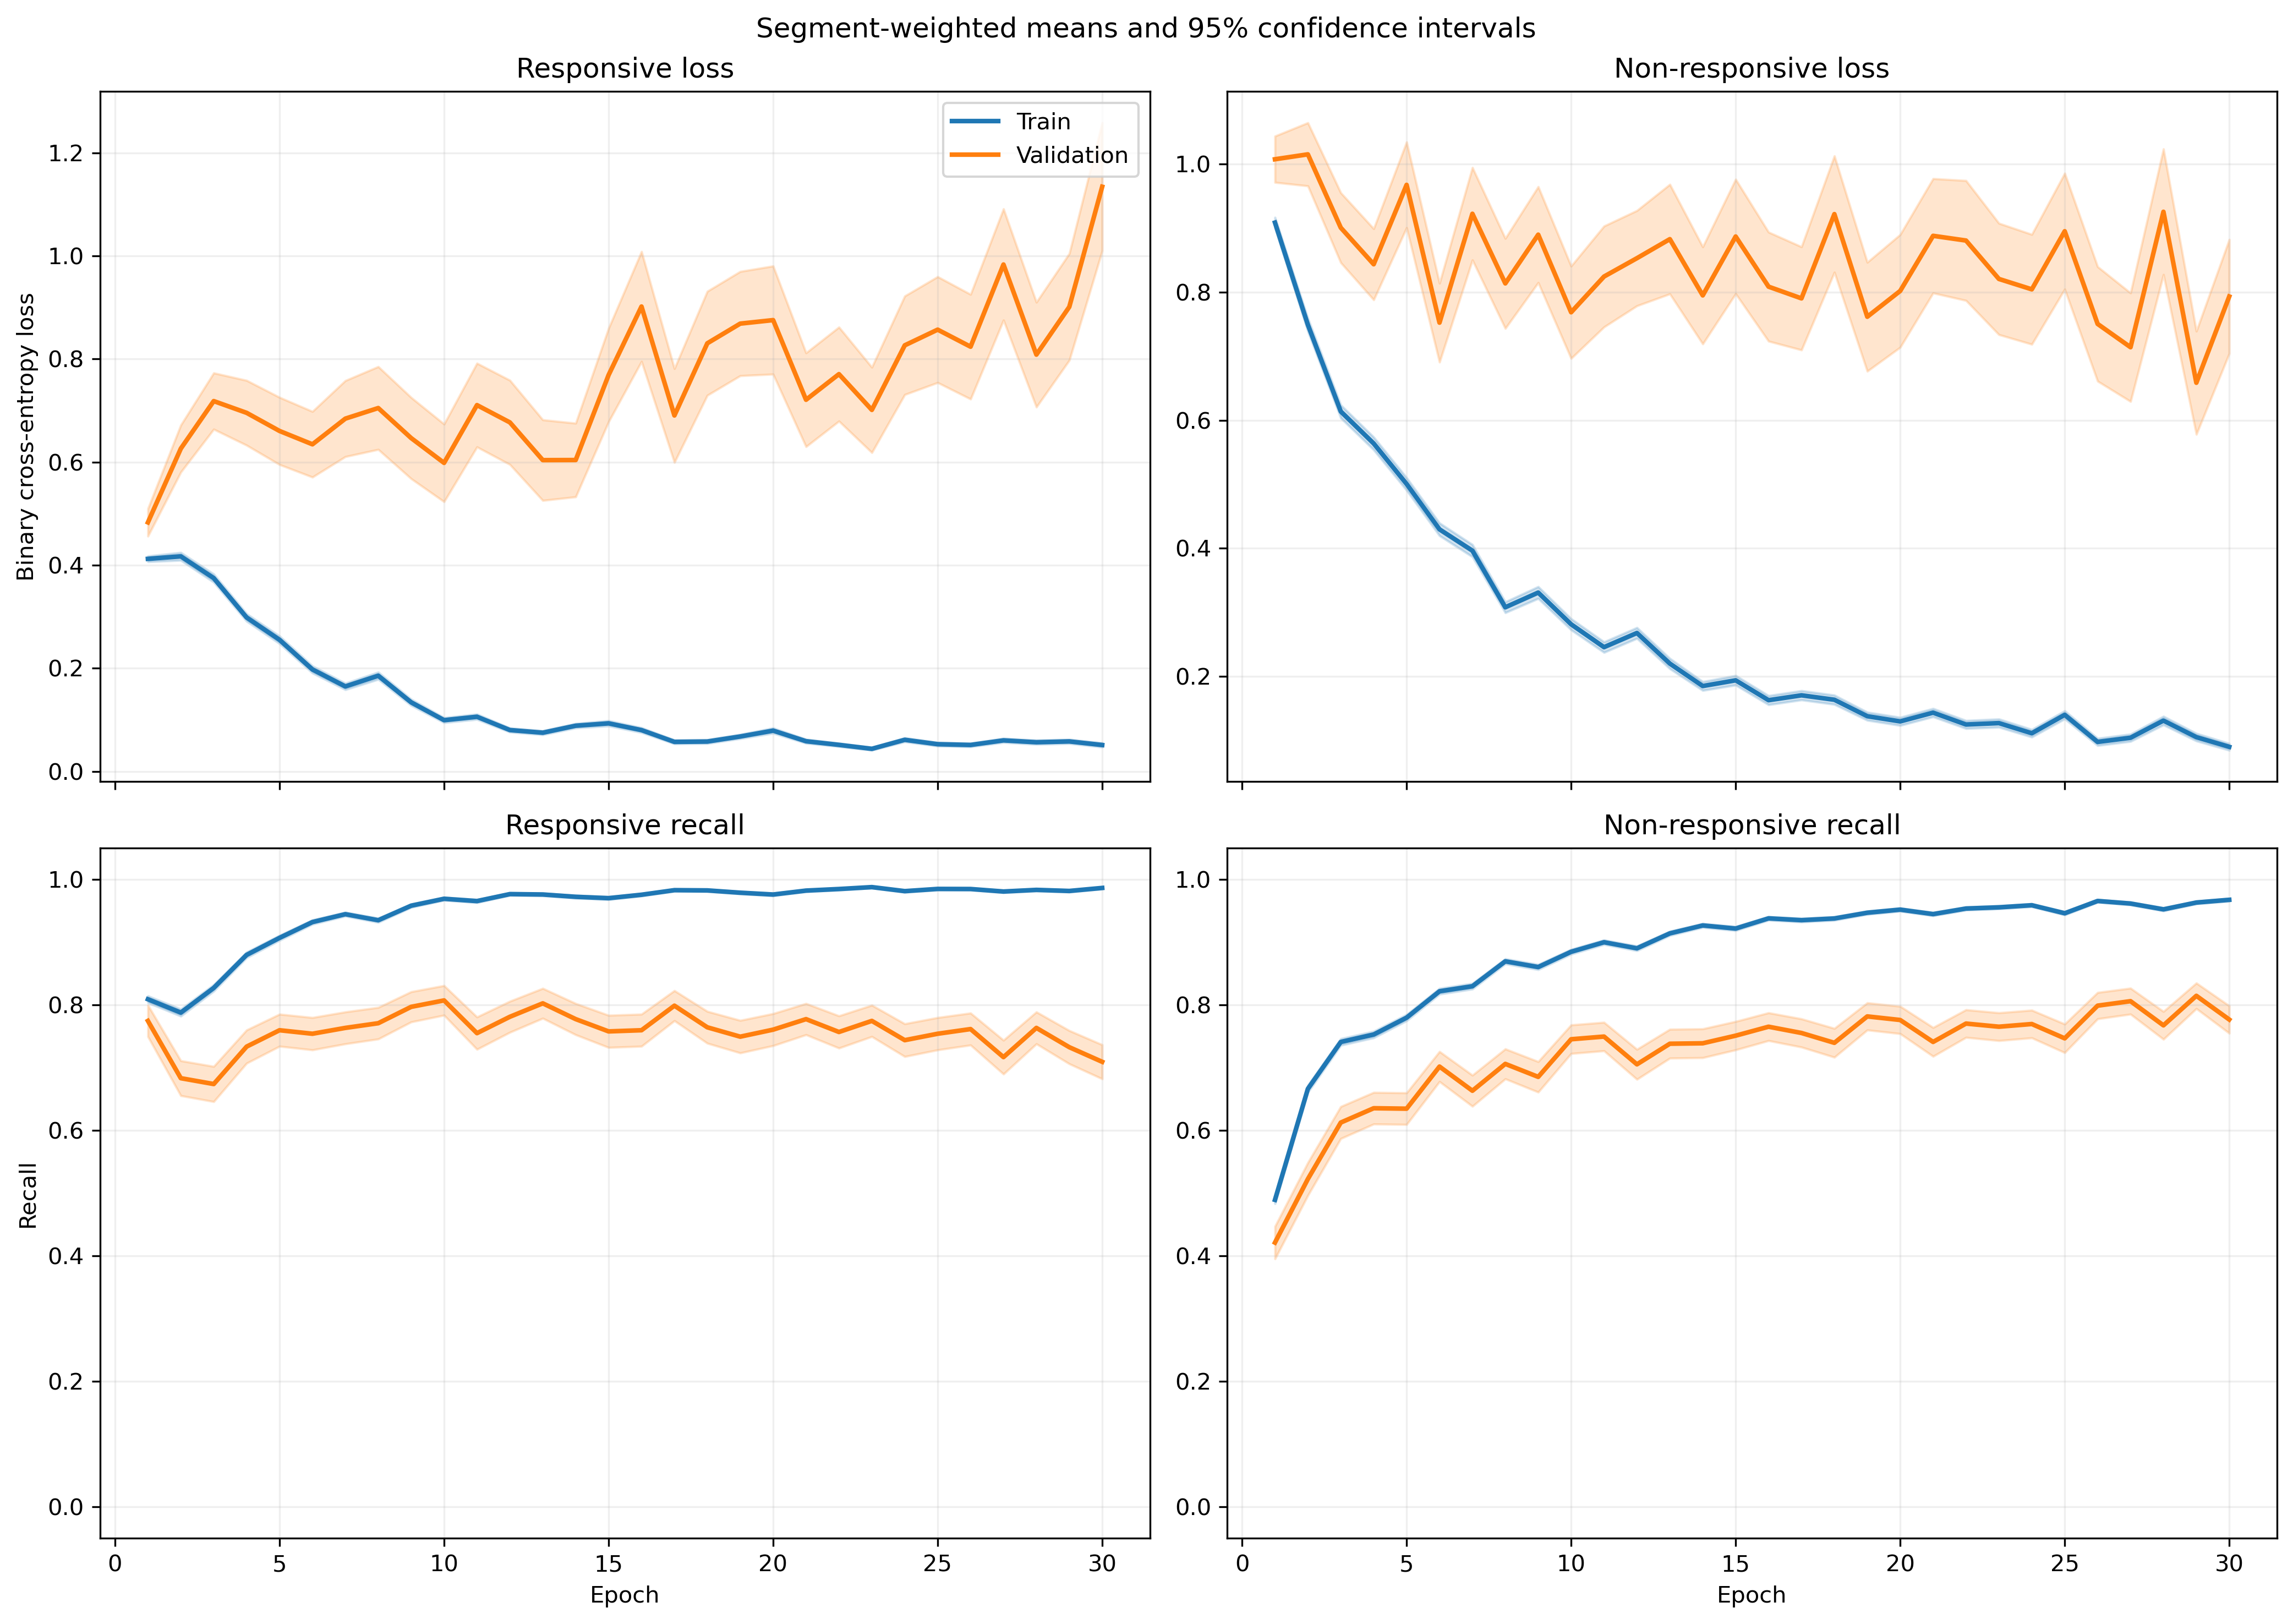 Segment-weighted means and 95% confidence intervals
Responsive loss
Non-responsive loss
Train
Validation
Binary cross-entropy loss
1.2
1.0
0.8
0.6
0.4
0.2
0.0
1.0
0.8
0.6
0.4
0.2
Responsive recall
Non-responsive recall
Recall
1.0
0.8
0.6
0.4
0.2
0.0
0 5 10 15 20 25 30
Epoch
1.0
0.8
0.6
0.4
0.2
0.0
0 5 10 15 20 25 30
Epoch